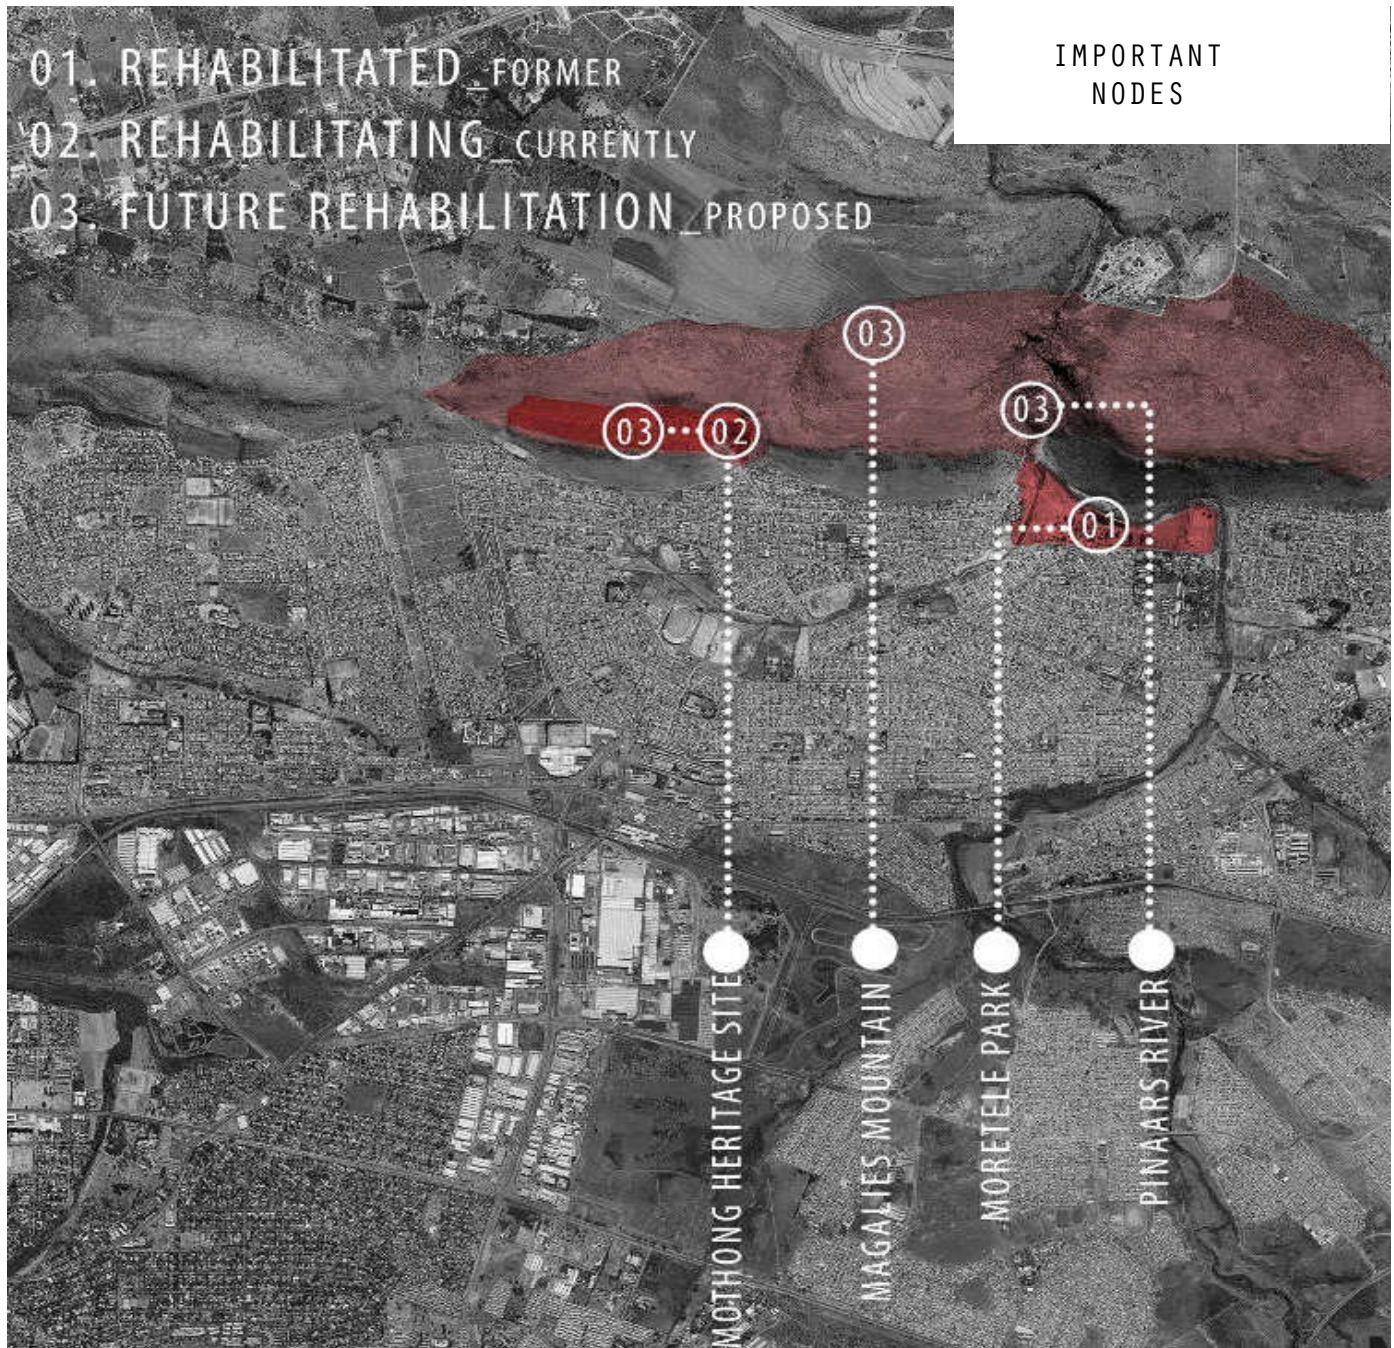 01. REHABILITATED_FORMER
02. REHABILITATING_CURRENTLY
03. FUTURE REHABILITATION_PROPOSED
IMPORTANT
NODES
03
03
03
02
01
MOTHONG HERITAGE SITE
MAGALIES MOUNTAIN
MORETELE PARK
PINAARS RIVER